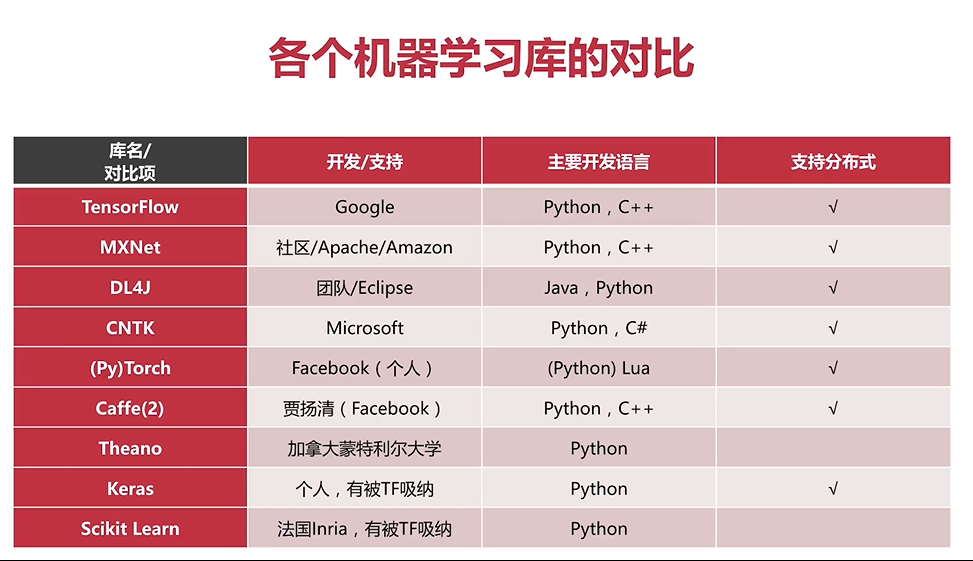 各个机器学习库的对比
库名/
对比项
开发/支持
主要开发语言
支持分布式
TensorFlow
Google
Python，C++
√
MXNet
社区/Apache/Amazon
Python，C++
√
DL4J
团队/Eclipse
Java，Python
√
CNTK
Microsoft
Python，C#
√
(Py)Torch
Facebook（个人）
(Python) Lua
√
Caffe(2)
贾扬清（Facebook）
Python，C++
√
Theano
加拿大蒙特利尔大学
Python
Keras
个人，有被TF吸纳
Python
√
Scikit Learn
法国Inria，有被TF吸纳
Python